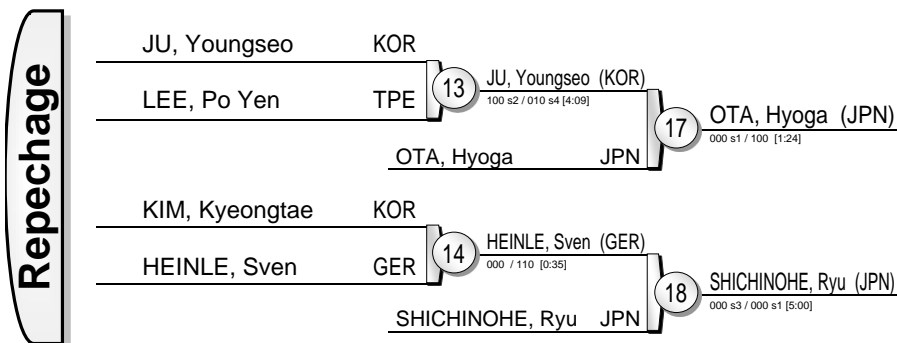 Repechage
JU, Youngseo KOR
LEE, Po Yen TPE
13
JU, Youngseo (KOR)
100 s2 / 010 s4 [4:09]
OTA, Hyoga JPN
17
OTA, Hyoga (JPN)
000 s1 / 100 [1:24]
KIM, Kyeongtae KOR
HEINLE, Sven GER
14
HEINLE, Sven (GER)
000 / 110 [0:35]
SHICHINOHE, Ryu JPN
18
SHICHINOHE, Ryu (JPN)
000 s3 / 000 s1 [5:00]